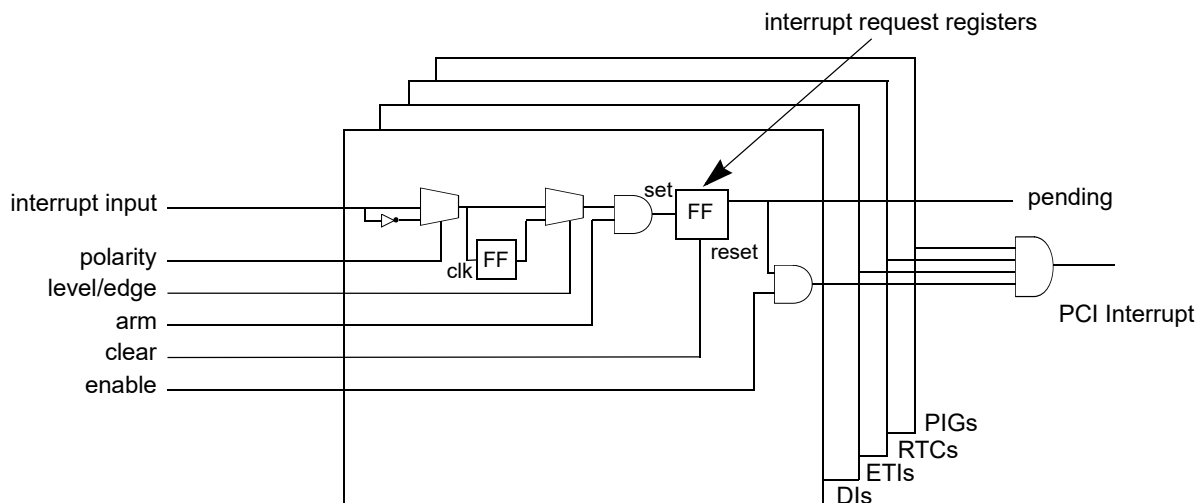 interrupt request registers
interrupt input
set
FF
pending
polarity
clk
FF
reset
level/edge
arm
PCI Interrupt
clear
enable
PIGs
RTCs
ETIs
DIs